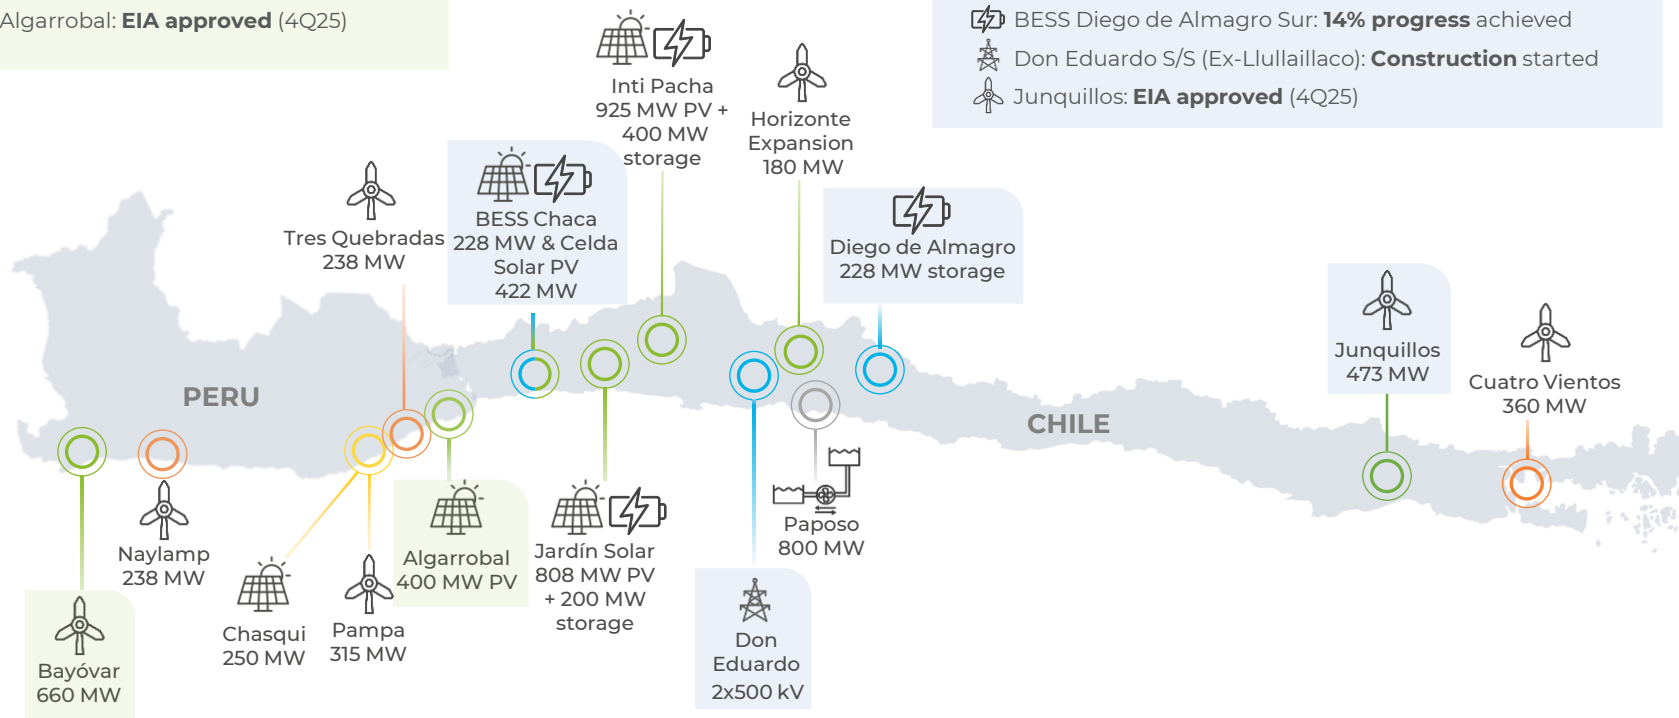 Algarrobal: EIA approved (4Q25)
BESS Diego de Almagro Sur: 14% progress achieved
Don Eduardo S/S (Ex-Llullaillaco): Construction started
Junquillos: EIA approved (4Q25)
Inti Pacha
925 MW PV +
400 MW
storage
Horizonte
Expansion
180 MW
Tres Quebradas
238 MW
BESS Chaca
228 MW & Celda
Solar PV
422 MW
Diego de Almagro
228 MW storage
Junquillos
473 MW
Cuatro Vientos
360 MW
PERU
CHILE
Naylamp
238 MW
Bayóvar
660 MW
Chasqui
250 MW
Pampa
315 MW
Algarrobal
400 MW PV
Jardín Solar
808 MW PV
+ 200 MW
storage
Don
Eduardo
2x500 kV
Paposo
800 MW